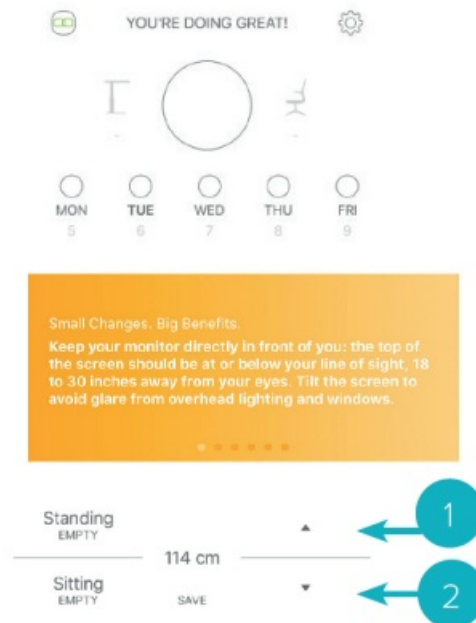 YOU'RE DOING GREAT!
MON TUE WED THU FRI
5 6 7 8 9
Small Changes. Big Benefits.
Keep your monitor directly in front of you: the top of
the screen should be at or below your line of sight, 18
to 30 inches away from your eyes. Tilt the screen to
avoid glare from overhead lighting and windows.
Standing
EMPTY
1
114 cm
Sitting
EMPTY
SAVE
2